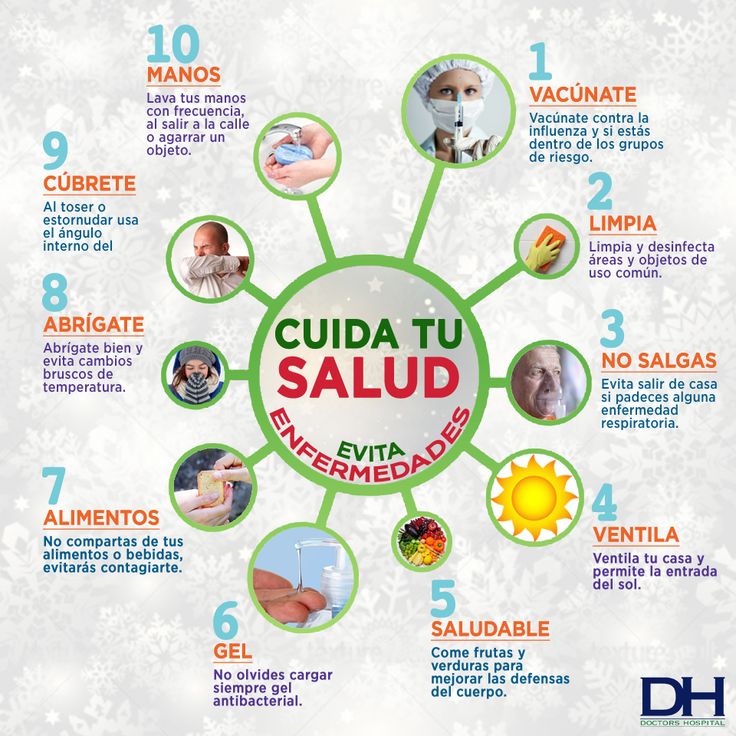 CUIDA TU
SALUD
EVITA
ENFERMEDADES
1
VACÚNATE
Vacúnate contra la
influenza y si estás
dentro de los grupos
de riesgo.
2
LIMPIA
Limpia y desinfecta
áreas y objetos de
uso común.
3
NO SALGAS
Evita salir de casa
si padeces alguna
enfermedad
respiratoria.
4
VENTILA
Ventila tu casa y
permite la entrada
del sol.
5
SALUDABLE
Come frutas y
verduras para
mejorar las defensas
del cuerpo.
6
GEL
No olvides cargar
siempre gel
antibacterial.
7
ALIMENTOS
No compartas de tus
alimentos o bebidas,
evitarás contagiarte.
8
ABRÍGATE
Abrígate bien y
evita cambios
bruscos de
temperatura.
9
CÚBRETE
Al toser o
estornudar usa
el ángulo
interno del
10
MANOS
Lava tus manos
con frecuencia,
al salir a la calle
o agarrar un
objeto.
DH
DOCTORS HOSPITAL